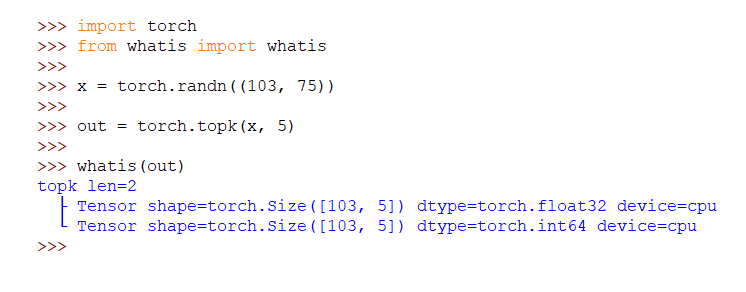 >>> import torch
>>> from whatis import whatis
>>>
>>> x = torch.randn((103, 75))
>>>
>>> out = torch.topk(x, 5)
>>>
>>> whatis(out)
topk len=2
  ├ Tensor shape=torch.Size([103, 5]) dtype=torch.float32 device=cpu
  └ Tensor shape=torch.Size([103, 5]) dtype=torch.int64 device=cpu
>>>